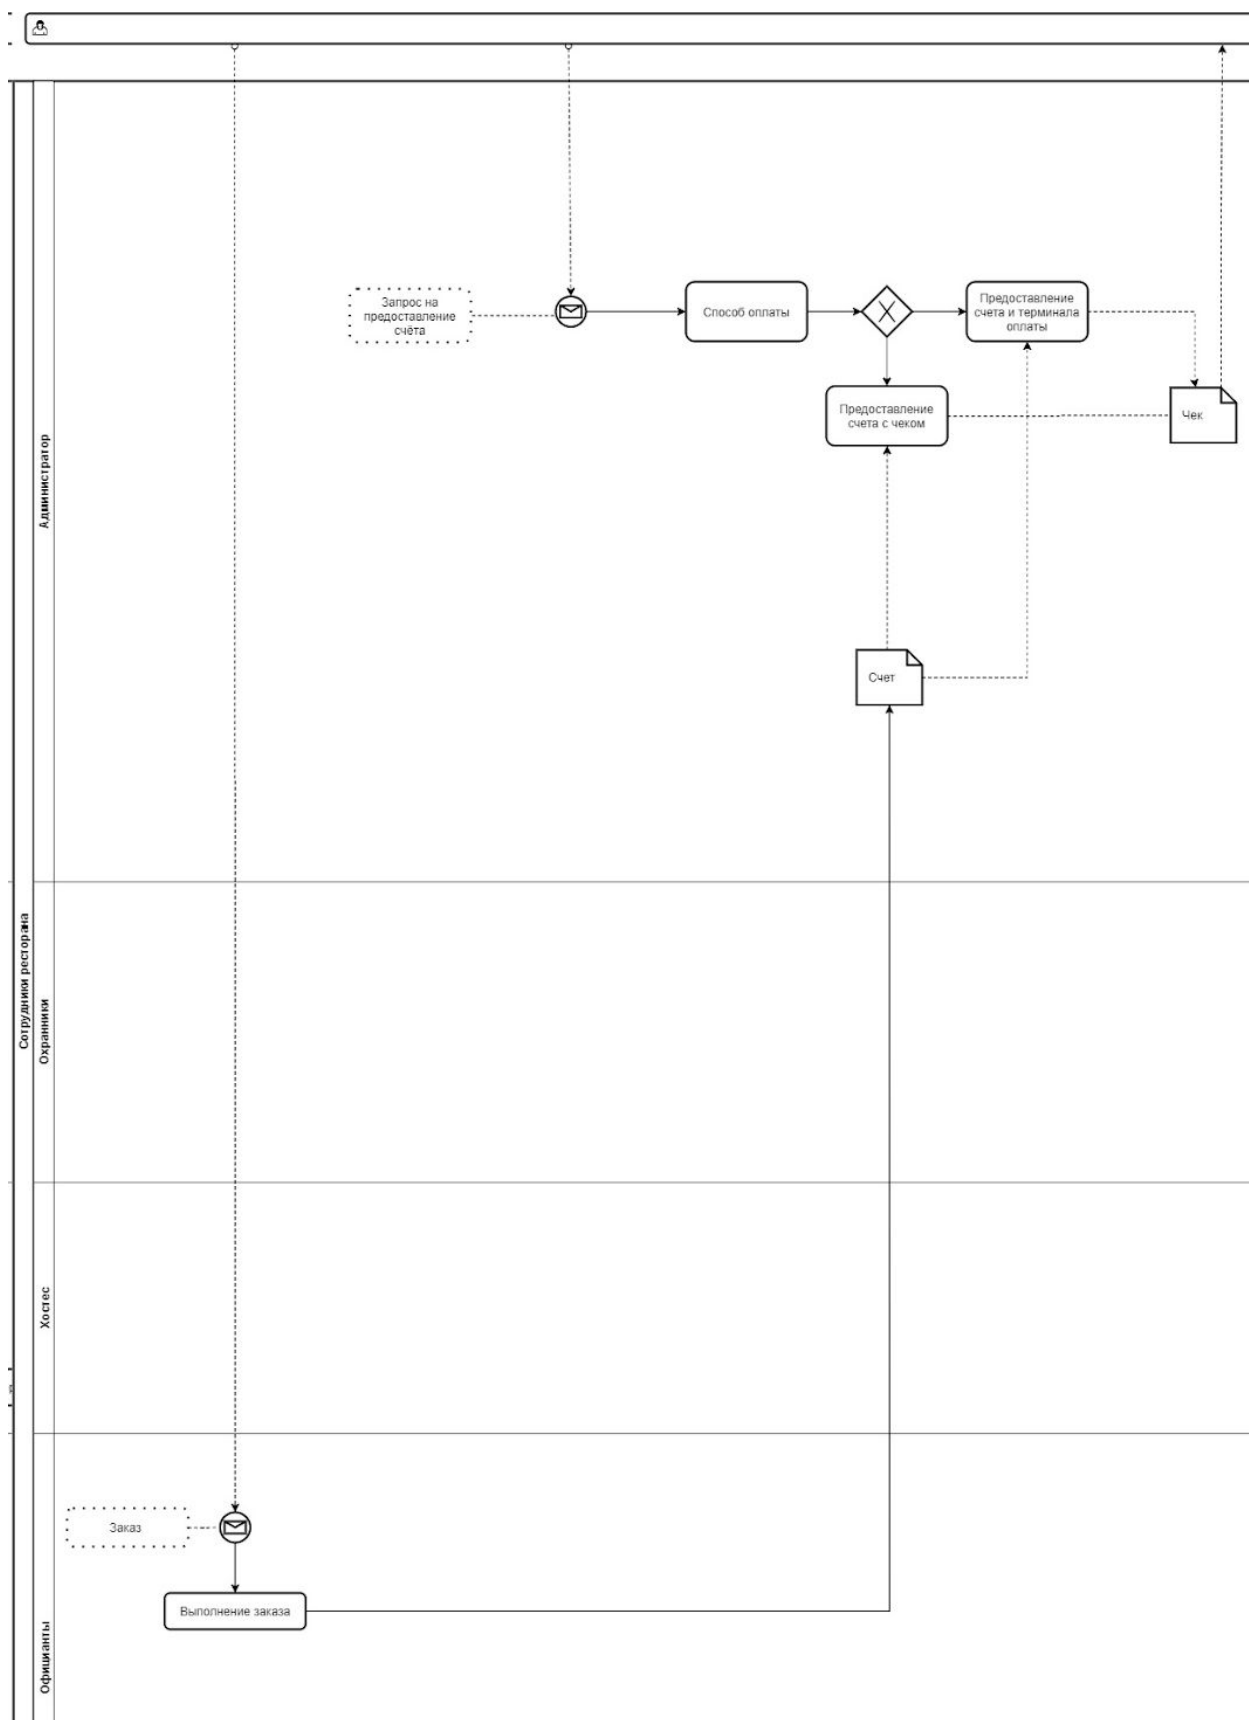 Запрос на
предоставление
счёта
Способ оплаты
Предоставление
счета и терминала
оплаты
Предоставление
счета с чеком
Чек
Администратор
Счет
Сотрудники ресторана
Охранники
Хостес
Заказ
Выполнение заказа
Официанты